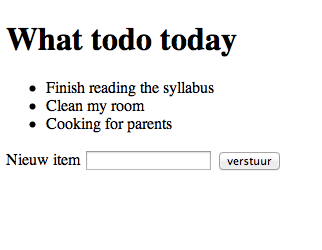 What todo today
Finish reading the syllabus
Clean my room
Cooking for parents
Nieuw item verstuur